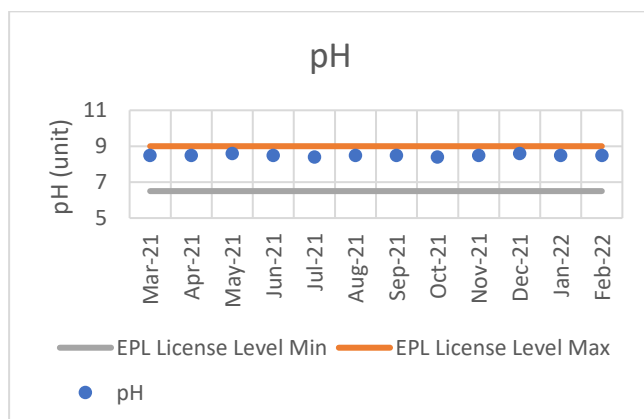 pH
11
9
7
5
pH (unit)
Mar-21
Apr-21
May-21
Jun-21
Jul-21
Aug-21
Sep-21
Oct-21
Nov-21
Dec-21
Jan-22
Feb-22
EPL License Level Min
EPL License Level Max
pH